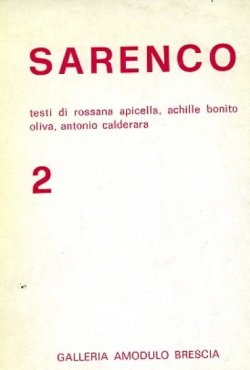 SARENCO
testi di rossana apicella, achille bonito
oliva, antonio calderara
2
GALLERIA AMODULO BRESCIA